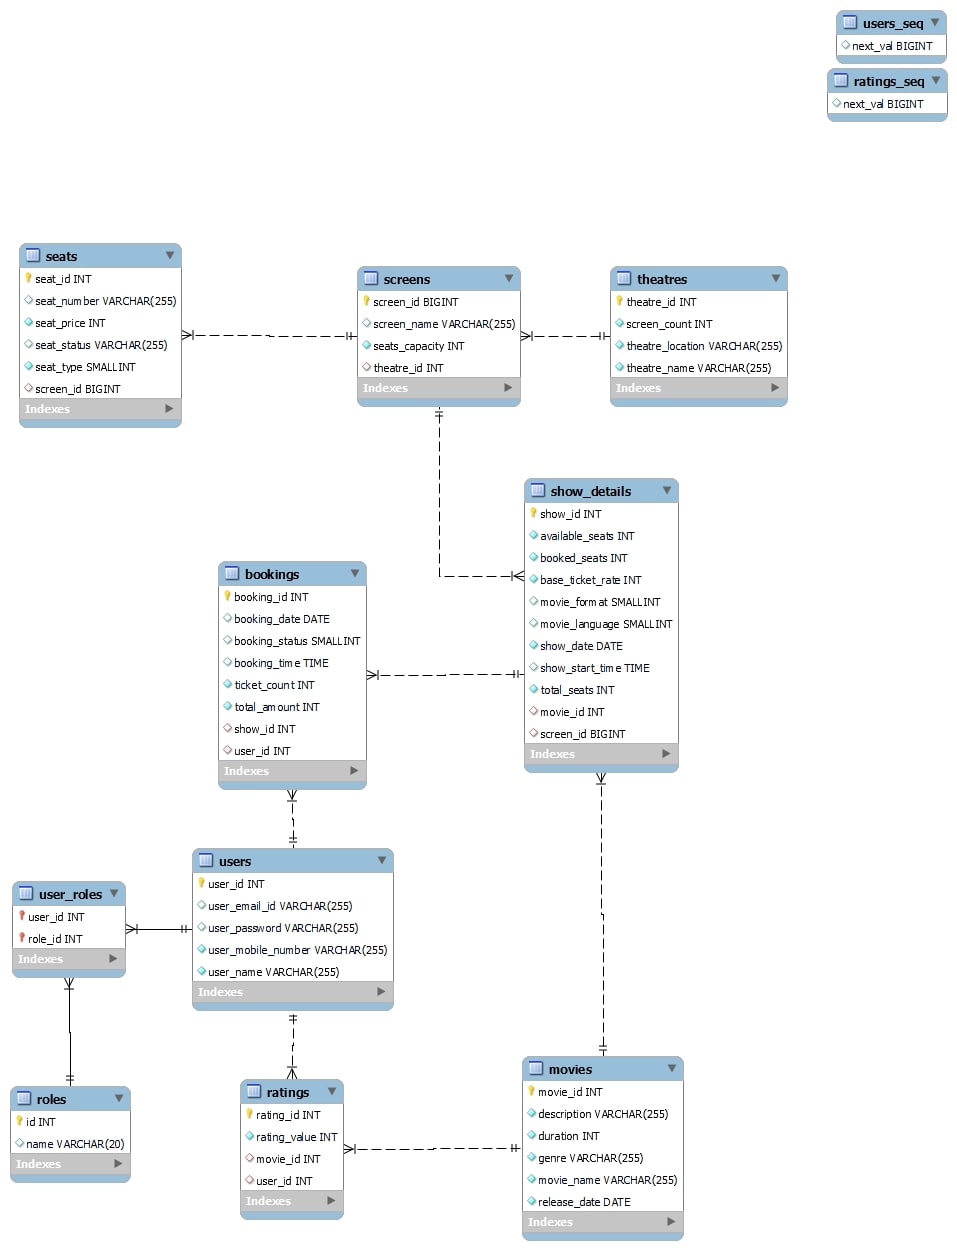 users_seq
next_val BIGINT
ratings_seq
next_val BIGINT
seats
seat_id INT
seat_number VARCHAR(255)
seat_price INT
seat_status VARCHAR(255)
seat_type SMALLINT
screen_id BIGINT
Indexes
screens
screen_id BIGINT
screen_name VARCHAR(255)
seats_capacity INT
theatre_id INT
Indexes
theatres
theatre_id INT
screen_count INT
theatre_location VARCHAR(255)
theatre_name VARCHAR(255)
Indexes
show_details
show_id INT
available_seats INT
booked_seats INT
base_ticket_rate INT
movie_format SMALLINT
movie_language SMALLINT
show_date DATE
show_start_time TIME
total_seats INT
movie_id INT
screen_id BIGINT
Indexes
bookings
booking_id INT
booking_date DATE
booking_status SMALLINT
booking_time TIME
ticket_count INT
total_amount INT
show_id INT
user_id INT
Indexes
users
user_id INT
user_email_id VARCHAR(255)
user_password VARCHAR(255)
user_mobile_number VARCHAR(255)
user_name VARCHAR(255)
Indexes
user_roles
user_id INT
role_id INT
Indexes
roles
id INT
name VARCHAR(20)
Indexes
ratings
rating_id INT
rating_value INT
movie_id INT
user_id INT
Indexes
movies
movie_id INT
description VARCHAR(255)
duration INT
genre VARCHAR(255)
movie_name VARCHAR(255)
release_date DATE
Indexes